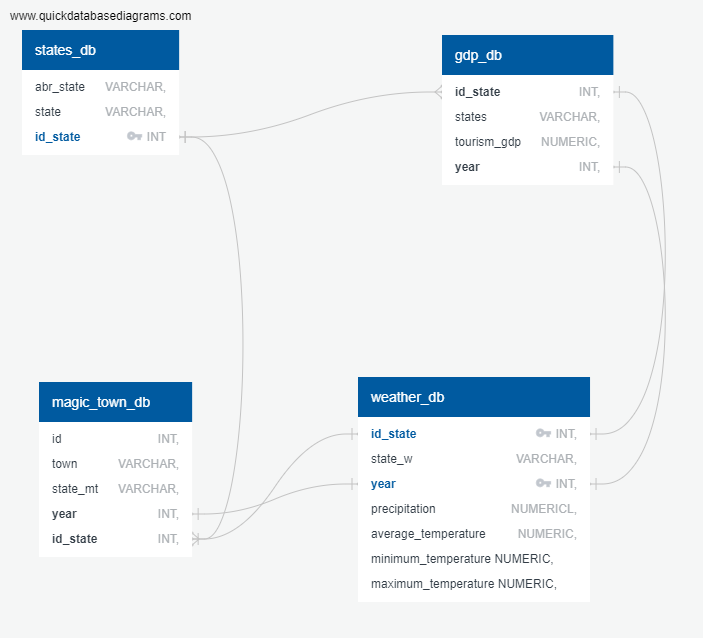 www.quickdatabasediagrams.com
states_db
abr_state VARCHAR,
state VARCHAR,
id_state INT
gdp_db
id_state INT,
states VARCHAR,
tourism_gdp NUMERIC,
year INT,
magic_town_db
id INT,
town VARCHAR,
state_mt VARCHAR,
year INT,
id_state INT,
weather_db
id_state INT,
state_w VARCHAR,
year INT,
precipitation NUMERICL,
average_temperature NUMERIC,
minimum_temperature NUMERIC,
maximum_temperature NUMERIC,